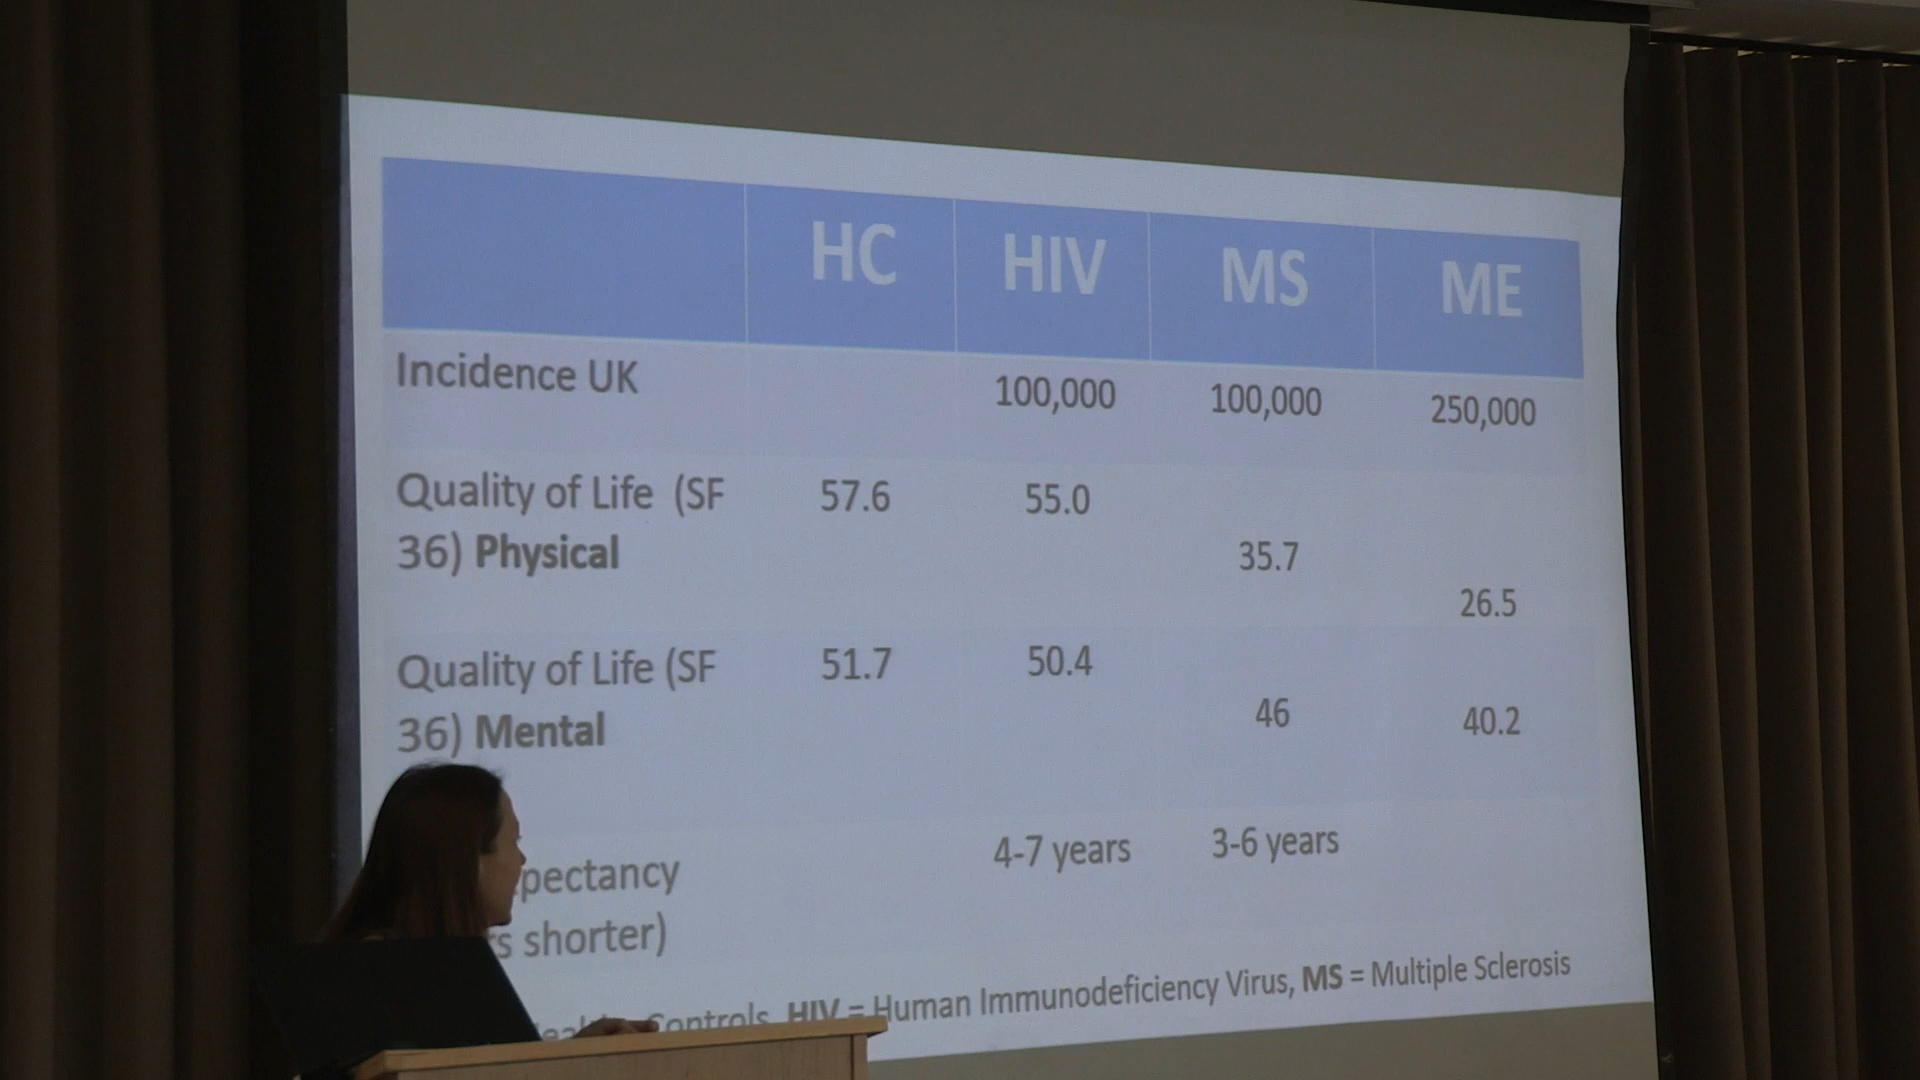 HC HIV MS ME
Incidence UK 100,000 100,000 250,000
Quality of Life (SF 57.6 55.0
36) Physical 35.7
26.5
Quality of Life (SF 51.7 50.4
36) Mental 46 40.2
4-7 years 3-6 years
pectancy
s shorter)
Controls, HIV = Human Immunodeficiency Virus, MS = Multiple Sclerosis